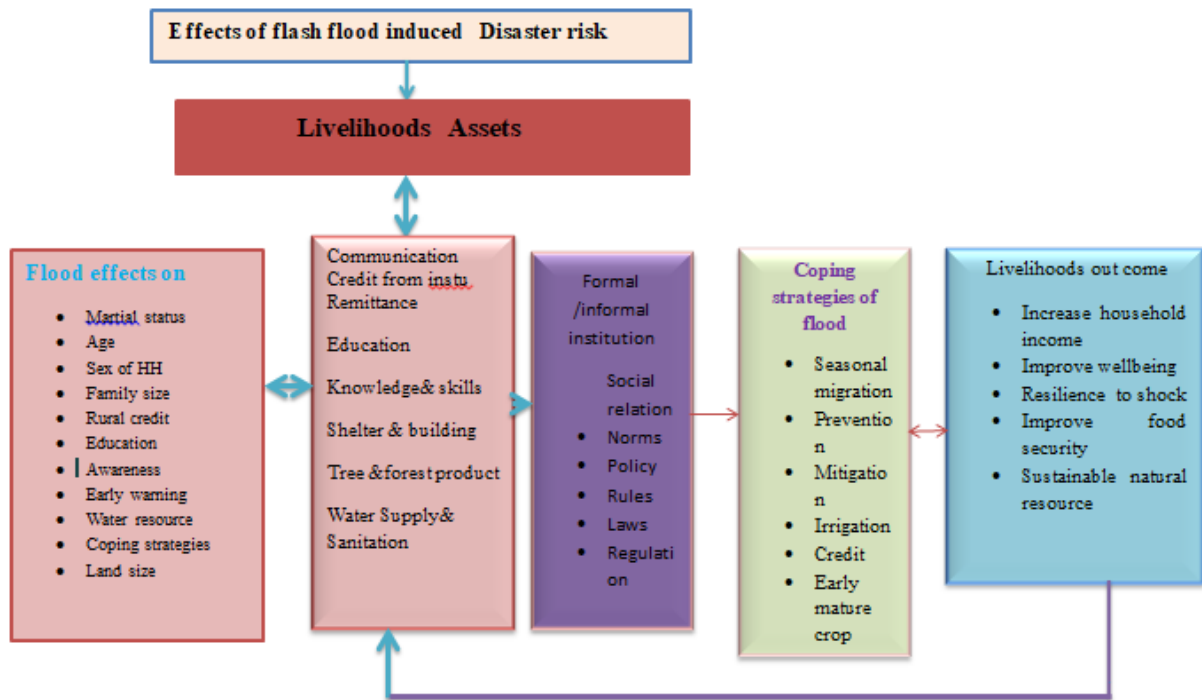 Effects of flash flood induced Disaster risk
Livelihoods Assets
Flood effects on
• Martial status
• Age
• Sex of HH
• Family size
• Rural credit
• Education
• Awareness
• Early warning
• Water resource
• Coping strategies
• Land size
Communication
Credit from instu
Remittance
Education
Knowledge& skills
Shelter & building
Tree &forest product
Water Supply&
Sanitation
Formal
/informal
institution
Social
relation
• Norms
• Policy
• Rules
• Laws
• Regulati
on
Coping
strategies of
flood
• Seasonal
migration
• Preventio
n
• Mitigatio
n
• Irrigation
• Credit
• Early
mature
crop
Livelihoods out come
• Increase household
income
• Improve wellbeing
• Resilience to shock
• Improve food
security
• Sustainable natural
resource